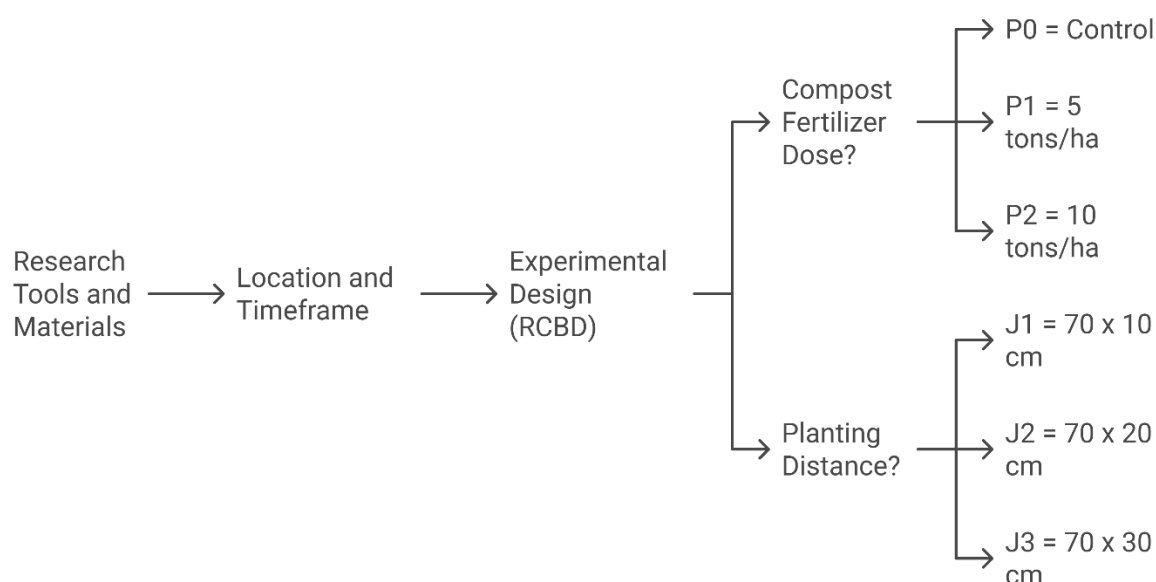 Research
Tools and
Materials
Location and
Timeframe
Experimental
Design
(RCBD)
Compost
Fertilizer
Dose?
P0 = Control
P1 = 5
tons/ha
P2 = 10
tons/ha
Planting
Distance?
J1 = 70 x 10
cm
J2 = 70 x 20
cm
J3 = 70 x 30
cm